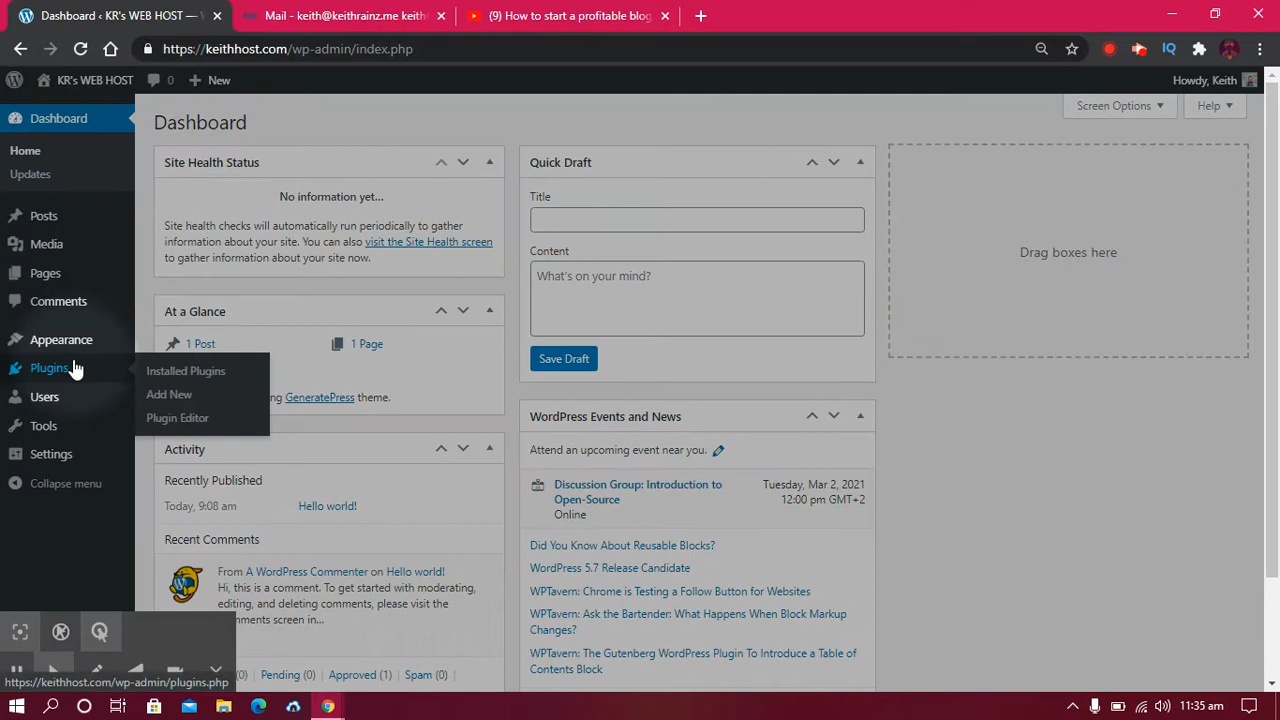 Dashboard ‹ KR's WEB HOST
Mail - keith@keithrainz.me keith
(9) How to start a profitable blog
https://keithhost.com/wp-admin/index.php
IQ
KR's WEB HOST
0
New
Howdy, Keith
Dashboard
Home
Updates
Posts
Media
Pages
Comments
Appearance
Plugins
Users
Tools
Settings
Collapse menu
Installed Plugins
Add New
Plugin Editor
Dashboard
Screen Options
Help
Site Health Status
No information yet...
Site health checks will automatically run periodically to gather
information about your site. You can also visit the Site Health screen
to gather information about your site now.
At a Glance
1 Post
1 Page
GeneratePress theme.
Activity
Recently Published
Today, 9:08 am
Hello world!
Recent Comments
From A WordPress Commenter on Hello world!
Hi, this is a comment. To get started with moderating,
editing, and deleting comments, please visit the
omments screen in...
(0)
Pending (0)
Approved (1)
Spam (0)
Quick Draft
Title
Content
What's on your mind?
Save Draft
WordPress Events and News
Attend an upcoming event near you.
Discussion Group: Introduction to
Open-Source
Online
Tuesday, Mar 2, 2021
12:00 pm GMT+2
Did You Know About Reusable Blocks?
WordPress 5.7 Release Candidate
WPTavern: Chrome is Testing a Follow Button for Websites
WPTavern: Ask the Bartender: What Happens When Block Markup
Changes?
WPTavern: The Gutenberg WordPress Plugin To Introduce a Table of
Contents Block
Drag boxes here
https://keithhost.com/wp-admin/plugins.php
11:35 am